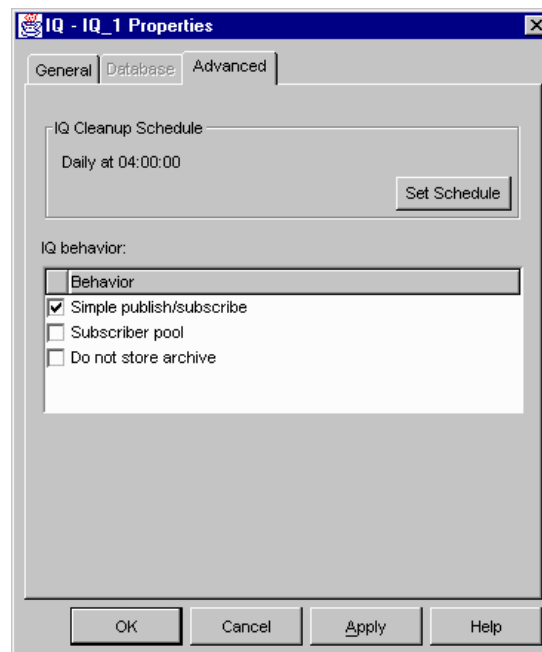 IQ - IQ_1 Properties
General Database Advanced
IQ Cleanup Schedule
Daily at 04:00:00
Set Schedule
IQ behavior:
Behavior
Simple publish/subscribe
Subscriber pool
Do not store archive
OK Cancel Apply Help